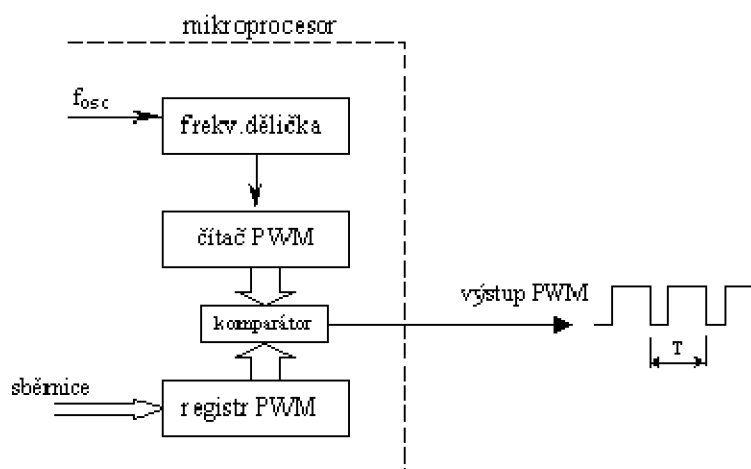 mikroprocesor
fosc
frekv. dělička
čítač PWM
výstup PWM
komparátor
T
sběrnice
registr PWM